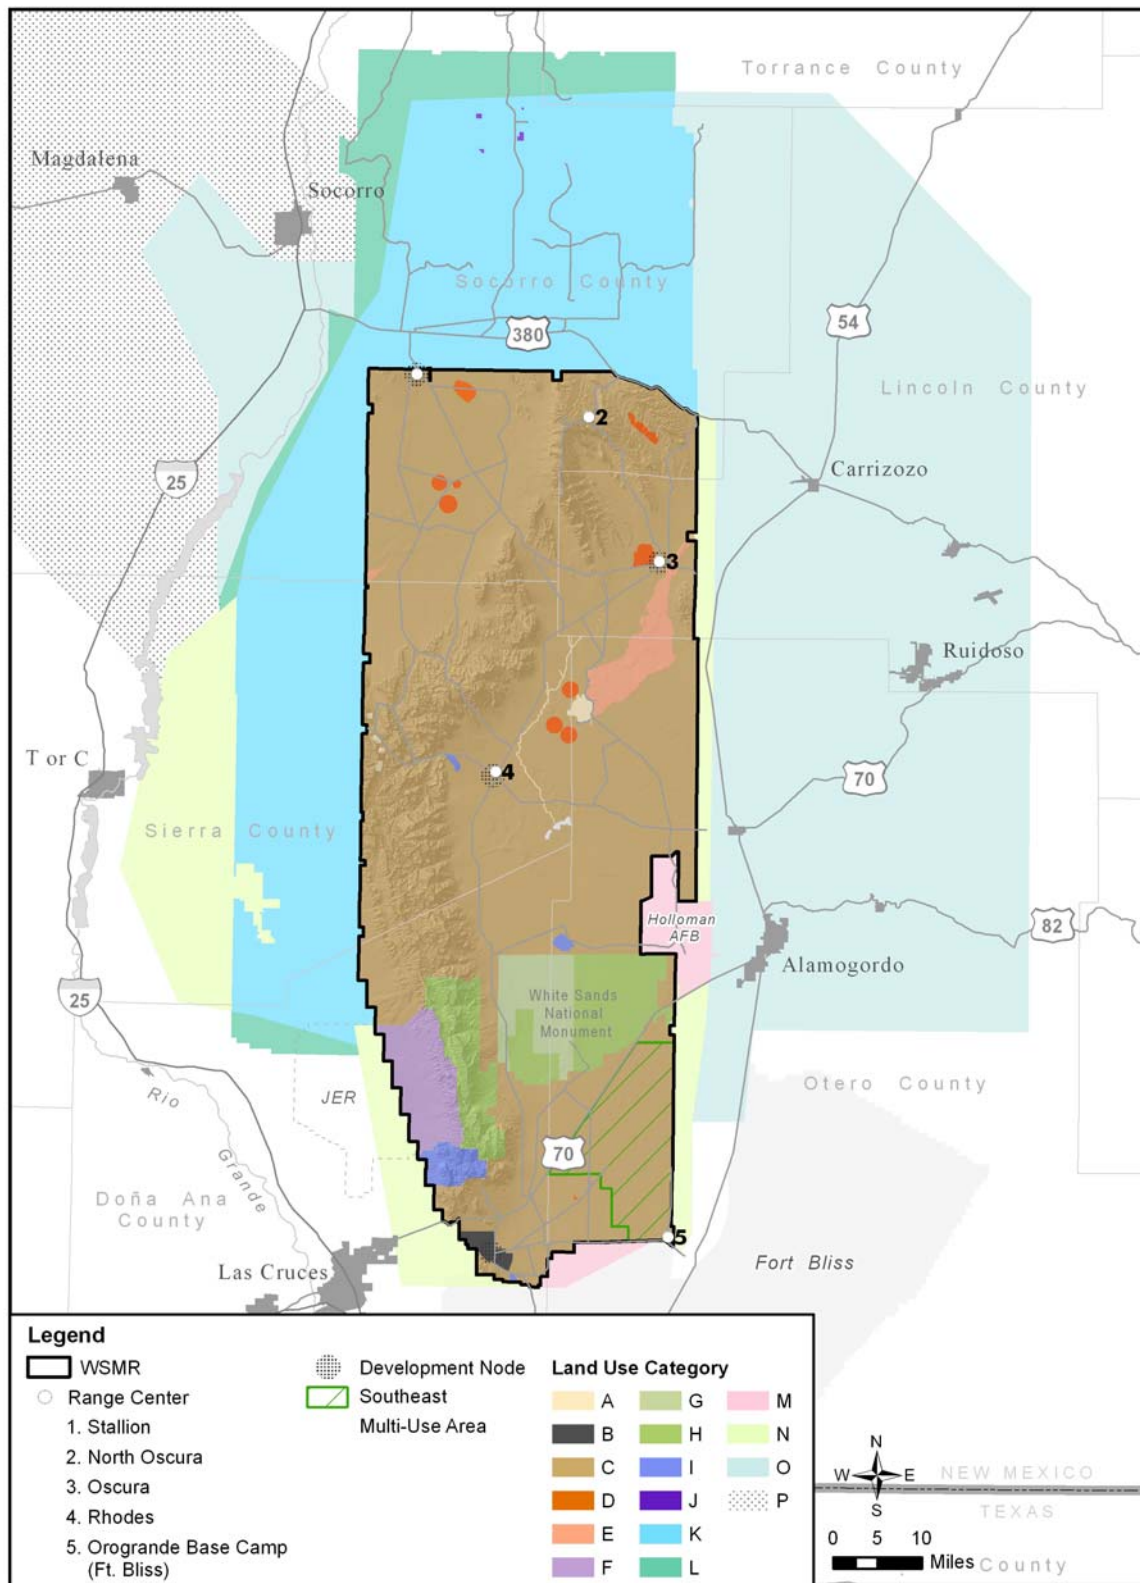 Torrance County
Magdalena
Socorro
Socorro County
380
54
Lincoln County
2
25
Carrizozo
3
Ruidoso
T or C
4
70
Sierra County
Holloman
AFB
82
Alamogordo
25
White Sands
National
Monument
Rio
Grande
JER
Otero County
70
Doña Ana
County
5
Las Cruces
Fort Bliss
Legend
WSMR
Range Center
1. Stallion
2. North Oscura
3. Oscura
4. Rhodes
5. Orogrande Base Camp
(Ft. Bliss)
Development Node
Southeast
Multi-Use Area
Land Use Category
A
B
C
D
E
F
G
H
I
J
K
L
M
N
O
P
N
W E
S
NEW MEXICO
TEXAS
0 5 10
Miles
County